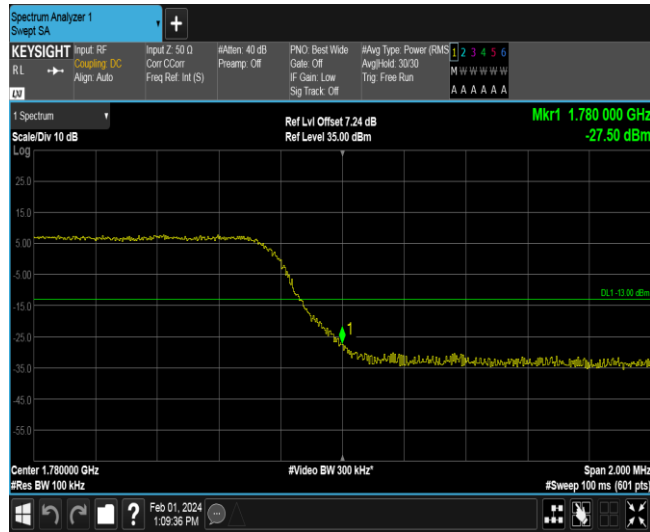 Spectrum Analyzer 1
Swept SA
KEYSIGHT
RL
LXI
Input: RF
Coupling: DC
Align: Auto
Input Z: 50 Ω
Corr CCorr
Freq Ref: Int (S)
#Atten: 40 dB
Preamp: Off
PNO: Best Wide
Gate: Off
IF Gain: Low
Sig Track: Off
#Avg Type: Power (RMS
Avg|Hold: 30/30
Trig: Free Run
1 2 3 4 5 6
M W W W W W
A A A A A A
1 Spectrum
Scale/Div 10 dB
Log
Ref Lvl Offset 7.24 dB
Ref Level 35.00 dBm
Mkr1 1.780 000 GHz
-27.50 dBm
25.0
15.0
5.00
-5.00
DL1 -13.00 dBm
-15.0
1
-25.0
-35.0
-45.0
-55.0
Center 1.780000 GHz
#Video BW 300 kHz*
Span 2.000 MHz
#Res BW 100 kHz
#Sweep 100 ms (601 pts)
?
Feb 01, 2024
1:09:36 PM